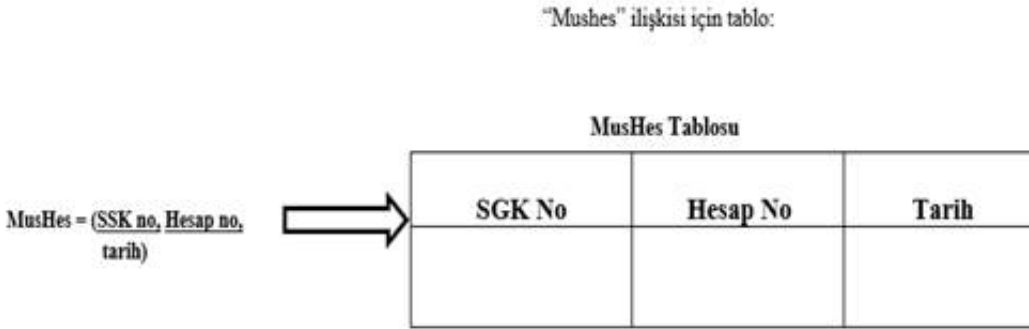 “Mushes” ilişkisi için tablo:
MusHes Tablosu
MusHes = (SSK no, Hesap no,
tarih)
SGK No Hesap No Tarih